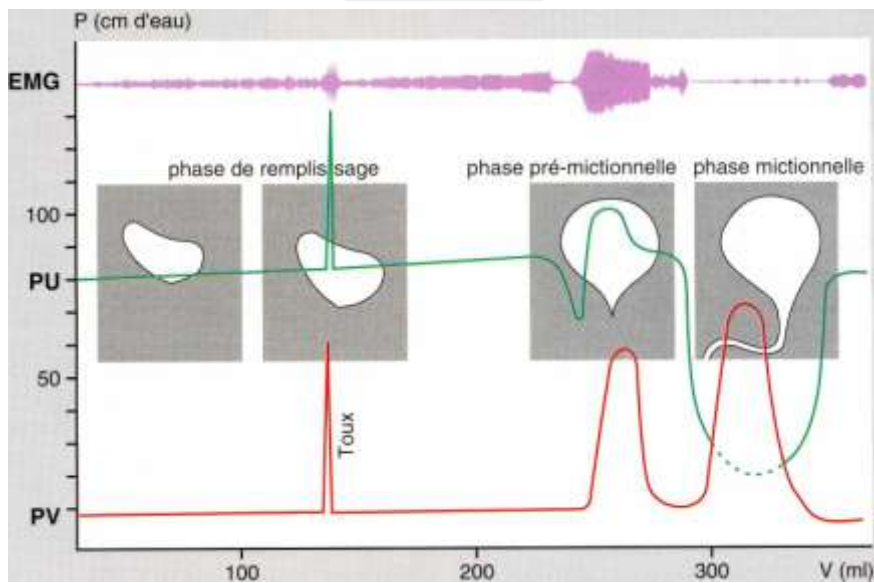 P (cm d'eau)
EMG
phase de remplissage
phase pré-mictionnelle
phase mictionnelle
100
PU
50
Toux
PV
100
200
300
V (ml)